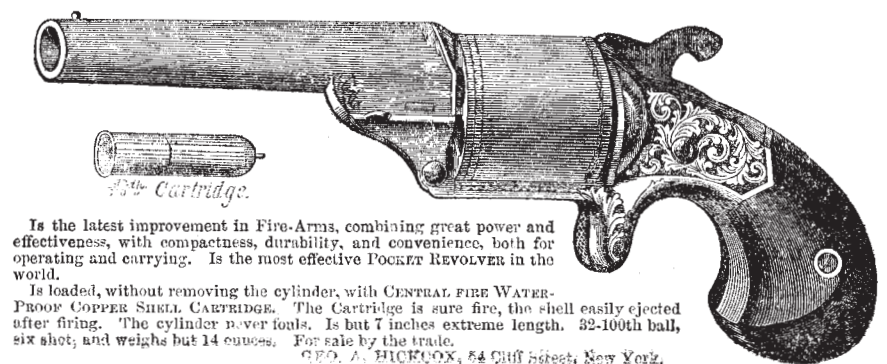 Cartridge.
Is the latest improvement in Fire-Arms, combining great power and
effectiveness, with compactness, durability, and convenience, both for
operating and carrying. Is the most effective POCKET REVOLVER in the
world.
Is loaded, without removing the cylinder, with CENTRAL FIRE WATER-
PROOF COPPER SHELL CARTRIDGE. The Cartridge is sure fire, the shell easily ejected
after firing. The cylinder never fouls. Is but 7 inches extreme length. 32-100th ball,
six shot; and weighs but 14 ounces. For sale by the trade.
GEO. A. HICKCOX, 54 Cliff Street, New York.